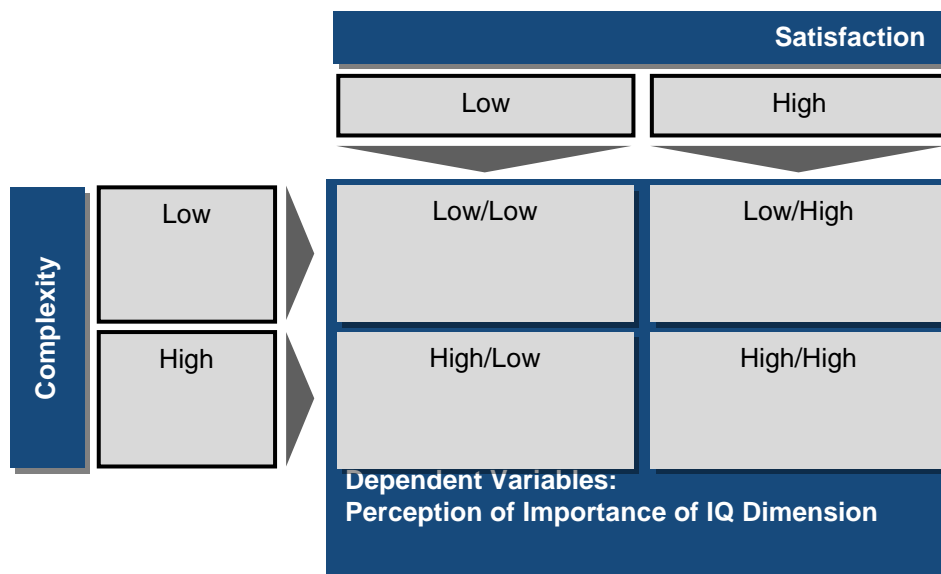 Satisfaction
Low
High
Complexity
Low
Low/Low
Low/High
High
High/Low
High/High
Dependent Variables:
Perception of Importance of IQ Dimension